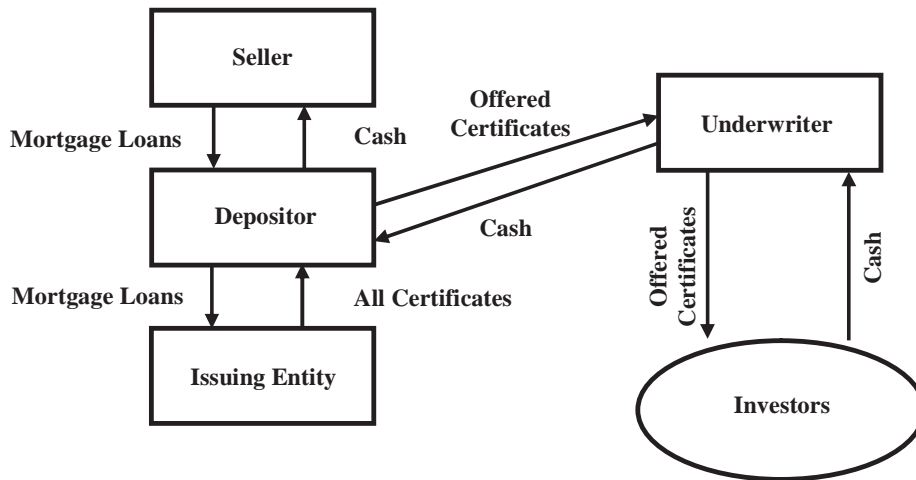 Seller
Offered
Certificates
Underwriter
Mortgage Loans
Cash
Depositor
Cash
Offered
Certificates
Cash
Mortgage Loans
All Certificates
Issuing Entity
Investors